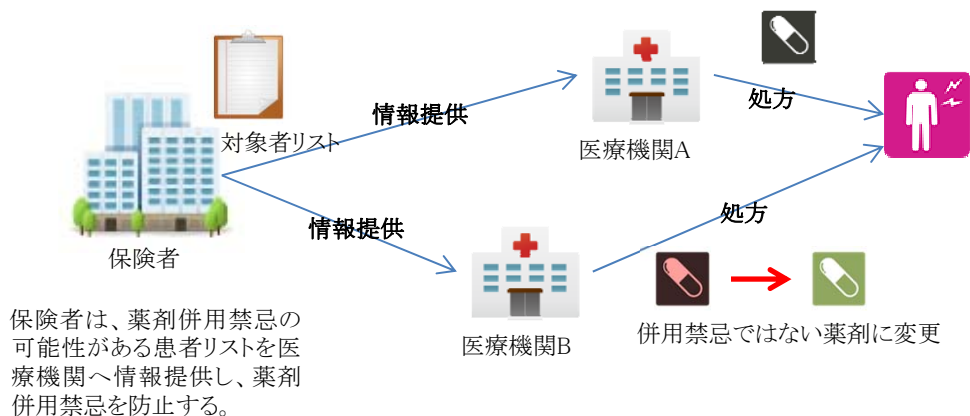 対象者リスト
情報提供
処方
医療機関A
保険者
情報提供
処方
医療機関B
併用禁忌ではない薬剤に変更
保険者は、薬剤併用禁忌の
可能性がある患者リストを医
療機関へ情報提供し、薬剤
併用禁忌を防止する。